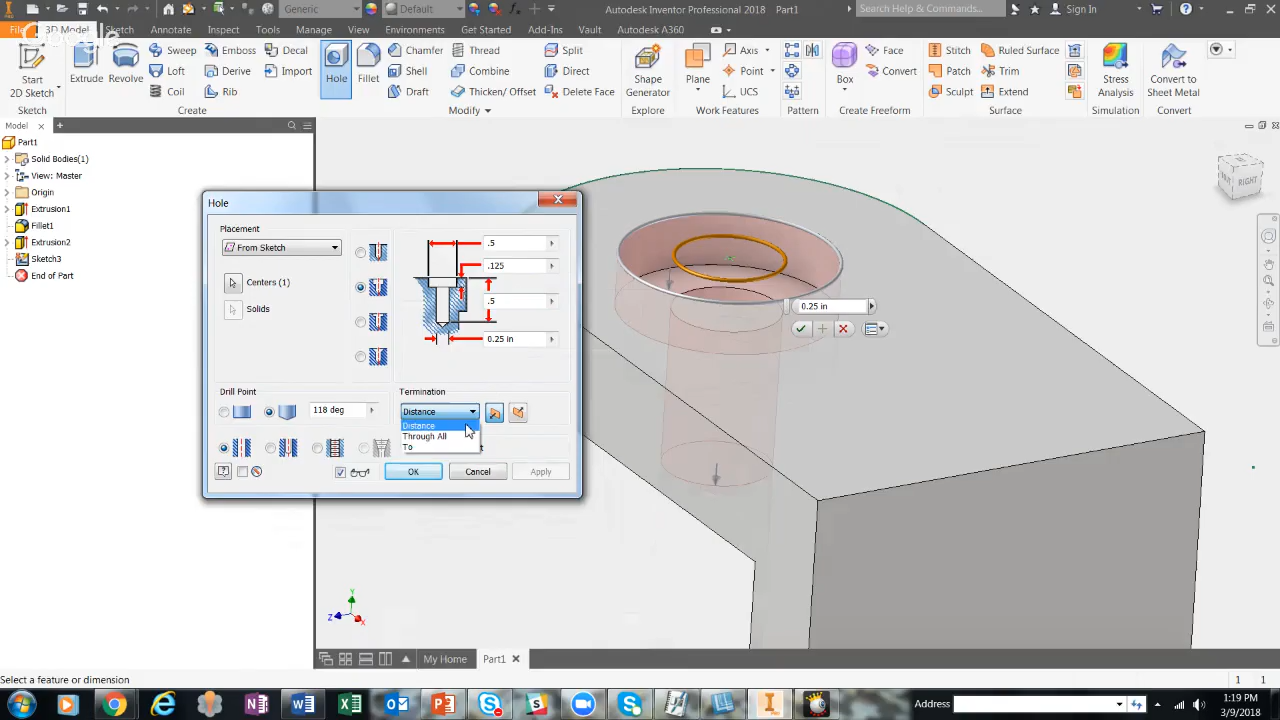 Generic
Default
Autodesk Inventor Professional 2018 Part1
Search Help & Commands...
Sign In
File
3D Model
Sketch
Annotate
Inspect
Tools
Manage
View
Environments
Get Started
Add-Ins
Vault
Autodesk A360
Google
Start
2D Sketch
Extrude
Revolve
Sweep
Emboss
Decal
Loft
Derive
Import
Coil
Rib
Hole
Fillet
Chamfer
Thread
Split
Shell
Combine
Direct
Draft
Thicken/ Offset
Delete Face
Shape
Generator
Plane
Axis
Point
UCS
Box
Face
Convert
Stitch
Ruled Surface
Patch
Trim
Sculpt
Extend
Stress
Analysis
Convert to
Sheet Metal
Sketch
Create
Modify
Explore
Work Features
Pattern
Create Freeform
Surface
Simulation
Convert
Model
Part1
Solid Bodies(1)
View: Master
Origin
Extrusion1
Fillet1
Extrusion2
Sketch3
End of Part
Hole
Placement
From Sketch
Centers (1)
Solids
.5
.125
.5
0.25 in
Drill Point
118 deg
Termination
Distance
Distance
Through All
To
OK
Cancel
Apply
0.25 in
RIGHT
Y
Z
X
My Home
Part1
Select a feature or dimension
1
1
Address
1:19 PM
3/9/2018